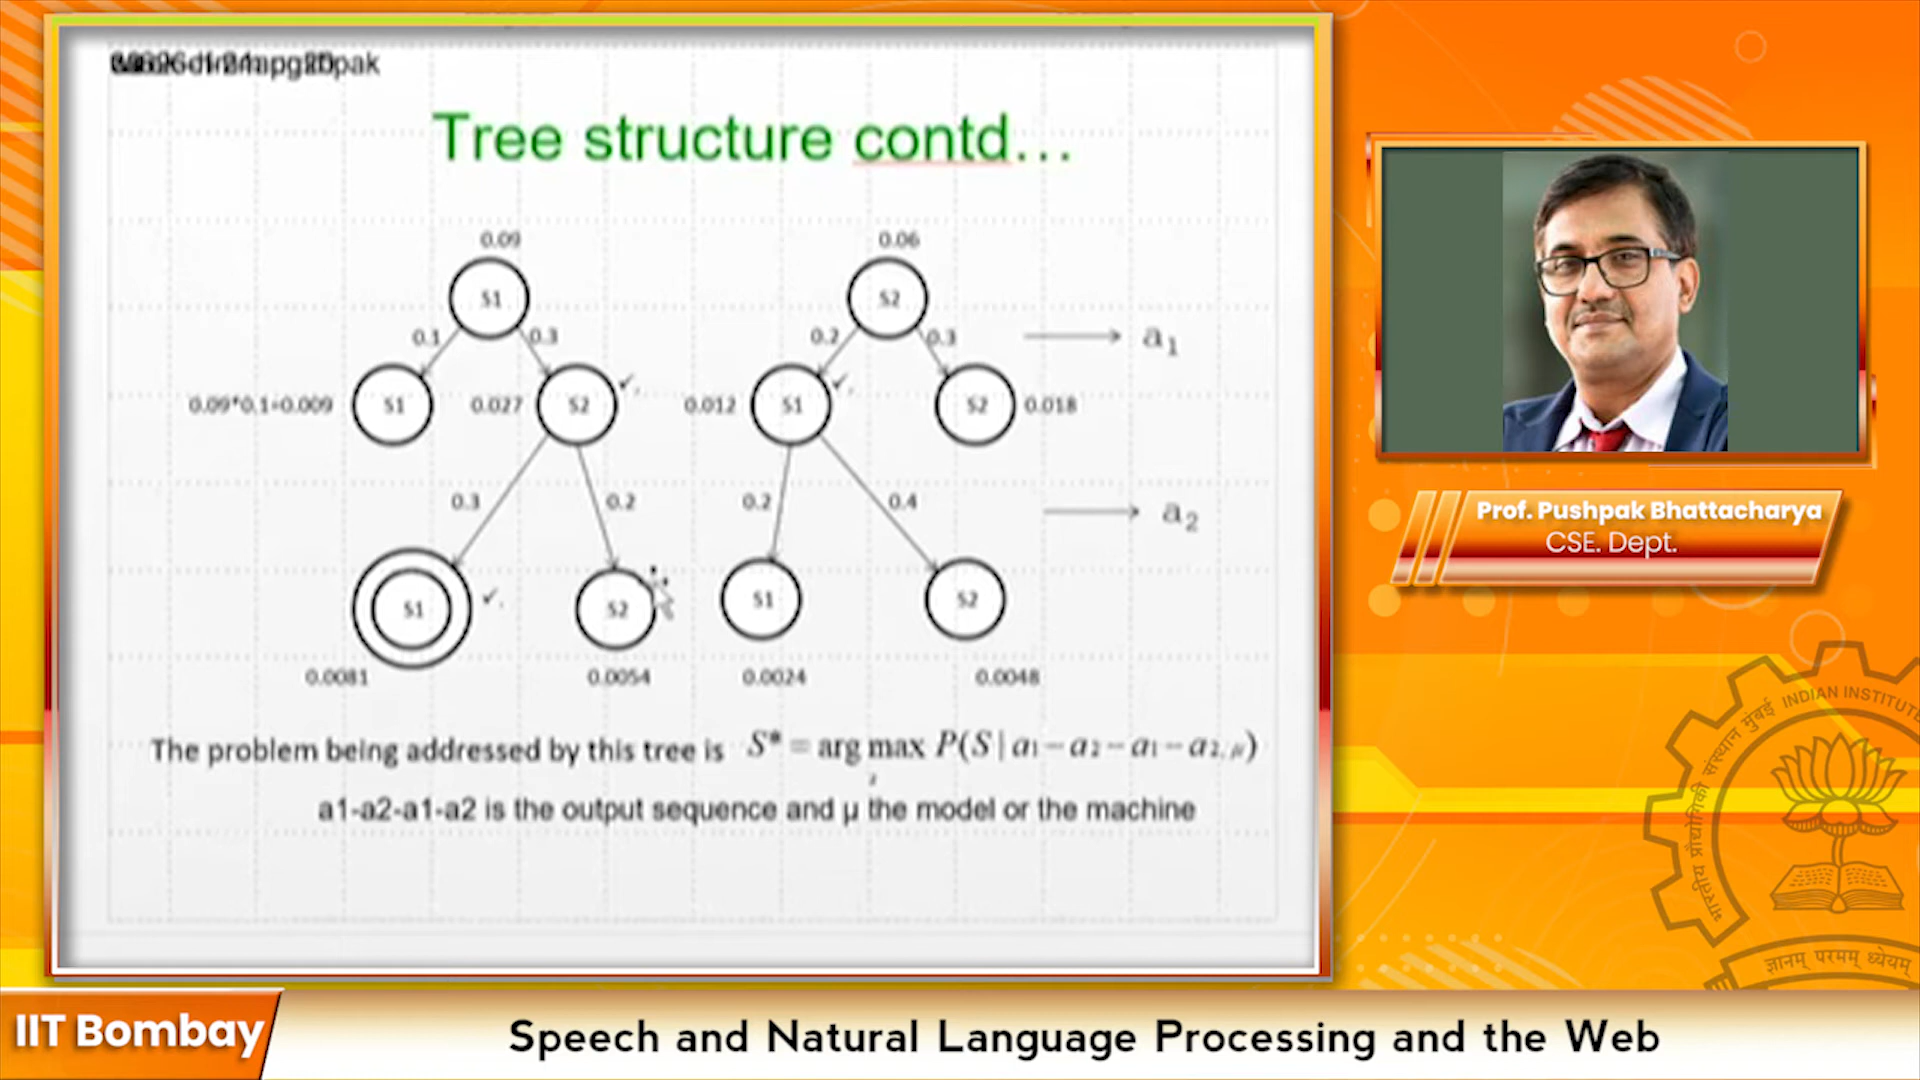 Tree structure contd...
0.09 0.06
S1 S2
0.1 0.3 0.2 0.3 a1
0.09*0.1=0.009 S1 0.027 S2 ✓. 0.012 S1 ✓. S2 0.018
0.3 0.2 0.2 0.4 a2
S1 ✓. S2 S1 S2
0.0081 0.0054 0.0024 0.0048
The problem being addressed by this tree is S* = arg max P(S | a1 – a2 – a1 – a2, μ)
s
a1-a2-a1-a2 is the output sequence and μ the model or the machine
Prof. Pushpak Bhattacharya
CSE. Dept.
INDIAN INSTITUTE
भारतीय प्रौद्योगिकी संस्थान मुंबई
ज्ञानम् परमम् ध्येयम्
IIT Bombay
Speech and Natural Language Processing and the Web